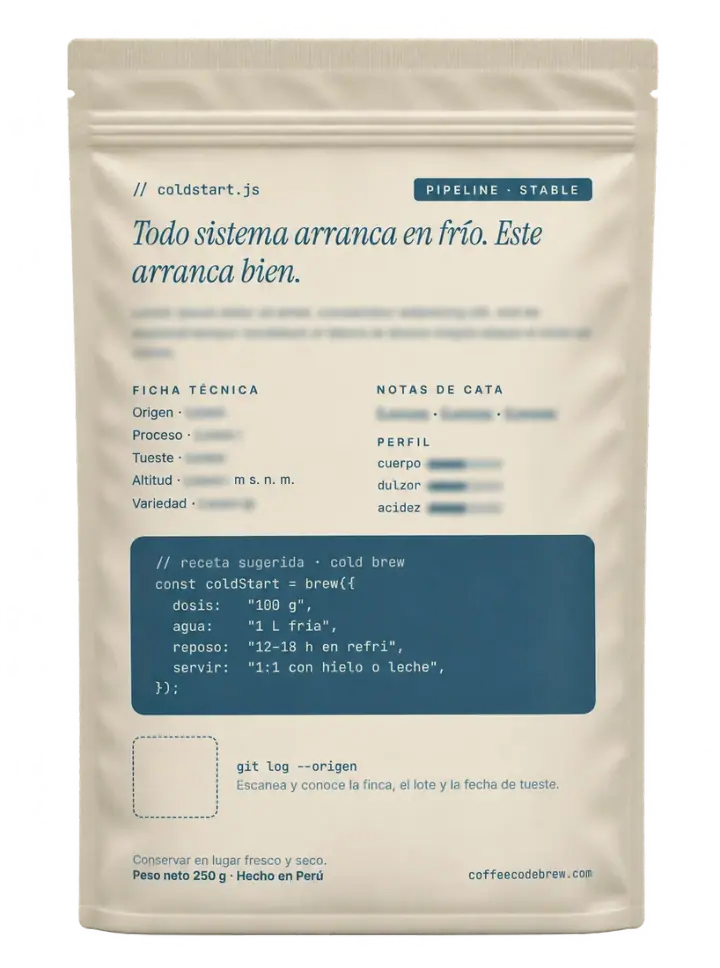 // coldstart.js
PIPELINE · STABLE
Todo sistema arranca en frío. Este
arranca bien.
FICHA TÉCNICA
Origen ·
Proceso ·
Tueste ·
Altitud · m s. n. m.
Variedad ·
NOTAS DE CATA
PERFIL
cuerpo
dulzor
acidez
// receta sugerida · cold brew
const coldStart = brew({
dosis: "100 g",
agua: "1 L fría",
reposo: "12–18 h en refri",
servir: "1:1 con hielo o leche",
});
git log --origen
Escanea y conoce la finca, el lote y la fecha de tueste.
Conservar en lugar fresco y seco.
Peso neto 250 g · Hecho en Perú
coffeecodebrew.com